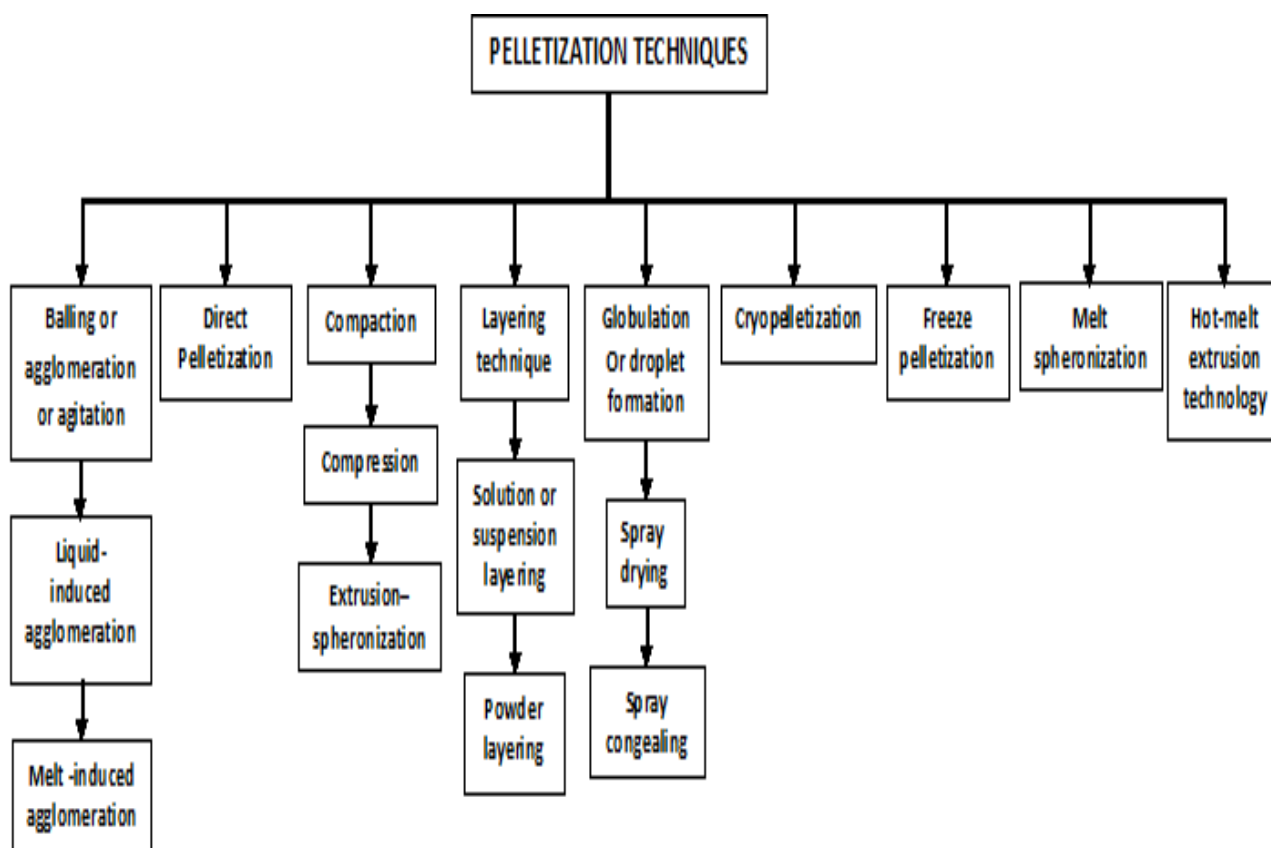 PELLETIZATION TECHNIQUES
Balling or
agglomeration
or agitation
Direct
Pelletization
Compaction
Layering
technique
Globulation
Or droplet
formation
Cryopelletization
Freeze
pelletization
Melt
spheronization
Hot-melt
extrusion
technology
Liquid-
induced
agglomeration
Compression
Solution or
suspension
layering
Spray
drying
Melt -induced
agglomeration
Extrusion–
spheronization
Powder
layering
Spray
congealing